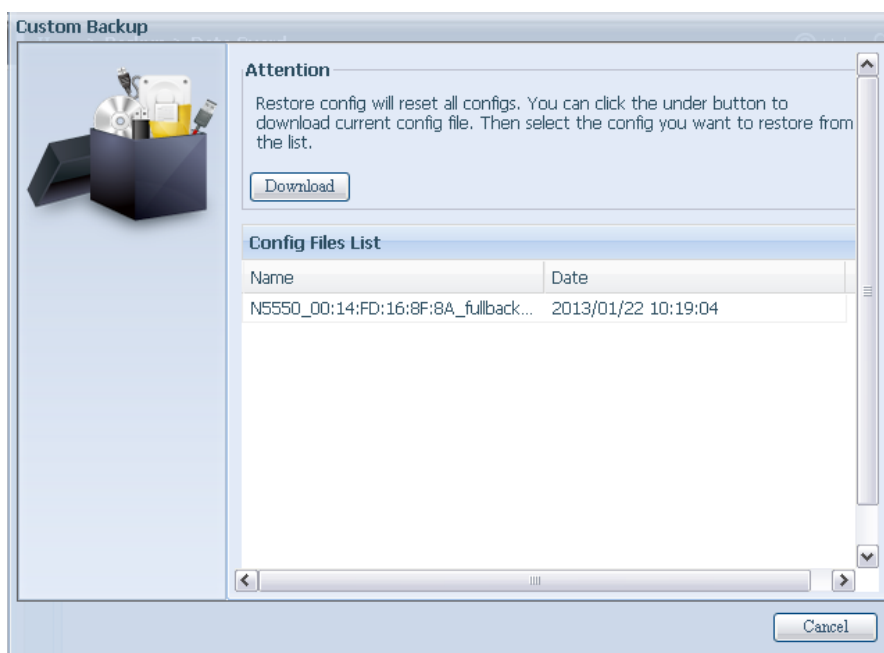 Custom Backup
Attention
Restore config will reset all configs. You can click the under button to
download current config file. Then select the config you want to restore from
the list.
Download
Config Files List
Name Date
N5550_00:14:FD:16:8F:8A_fullback... 2013/01/22 10:19:04
Cancel